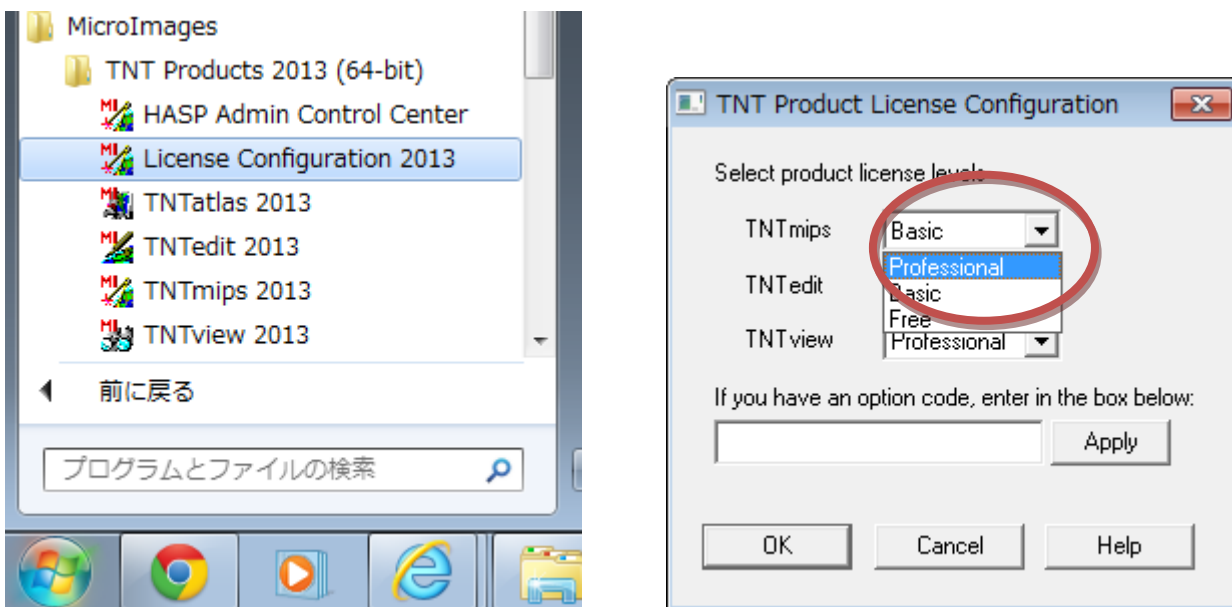 MicroImages
TNT Products 2013 (64-bit)
HASP Admin Control Center
License Configuration 2013
TNTatlas 2013
TNTedit 2013
TNTmips 2013
TNTview 2013
前に戻る
プログラムとファイルの検索
TNT Product License Configuration
Select product license levels
TNTmips
Basic
Professional
TNTedit
Basic
Free
TNTview
Professional
If you have an option code, enter in the box below:
Apply
OK
Cancel
Help